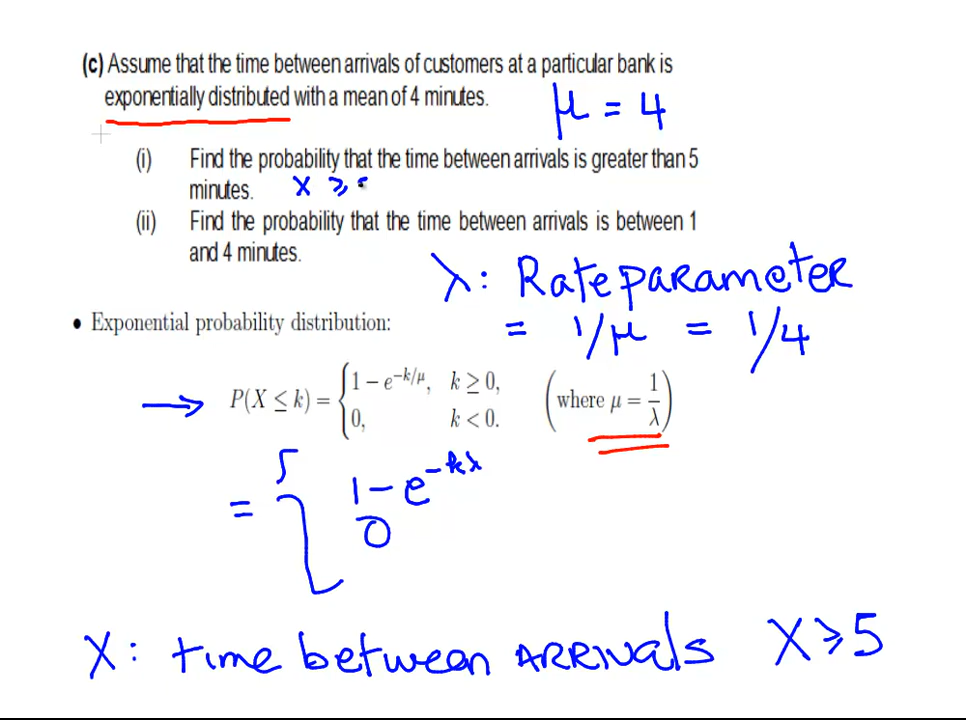 (c) Assume that the time between arrivals of customers at a particular bank is
exponentially distributed with a mean of 4 minutes.
μ = 4
(i) Find the probability that the time between arrivals is greater than 5
minutes. X ≥
(ii) Find the probability that the time between arrivals is between 1
and 4 minutes.
λ: Rate parameter
= 1/μ = 1/4
• Exponential probability distribution:
P(X ≤ k) = { 1 − e^{−k/μ}, k ≥ 0,
0, k < 0.
(where μ = 1/λ)
= { 1 − e^{−kλ}
0
X: time between ARRIVALS X ≥ 5